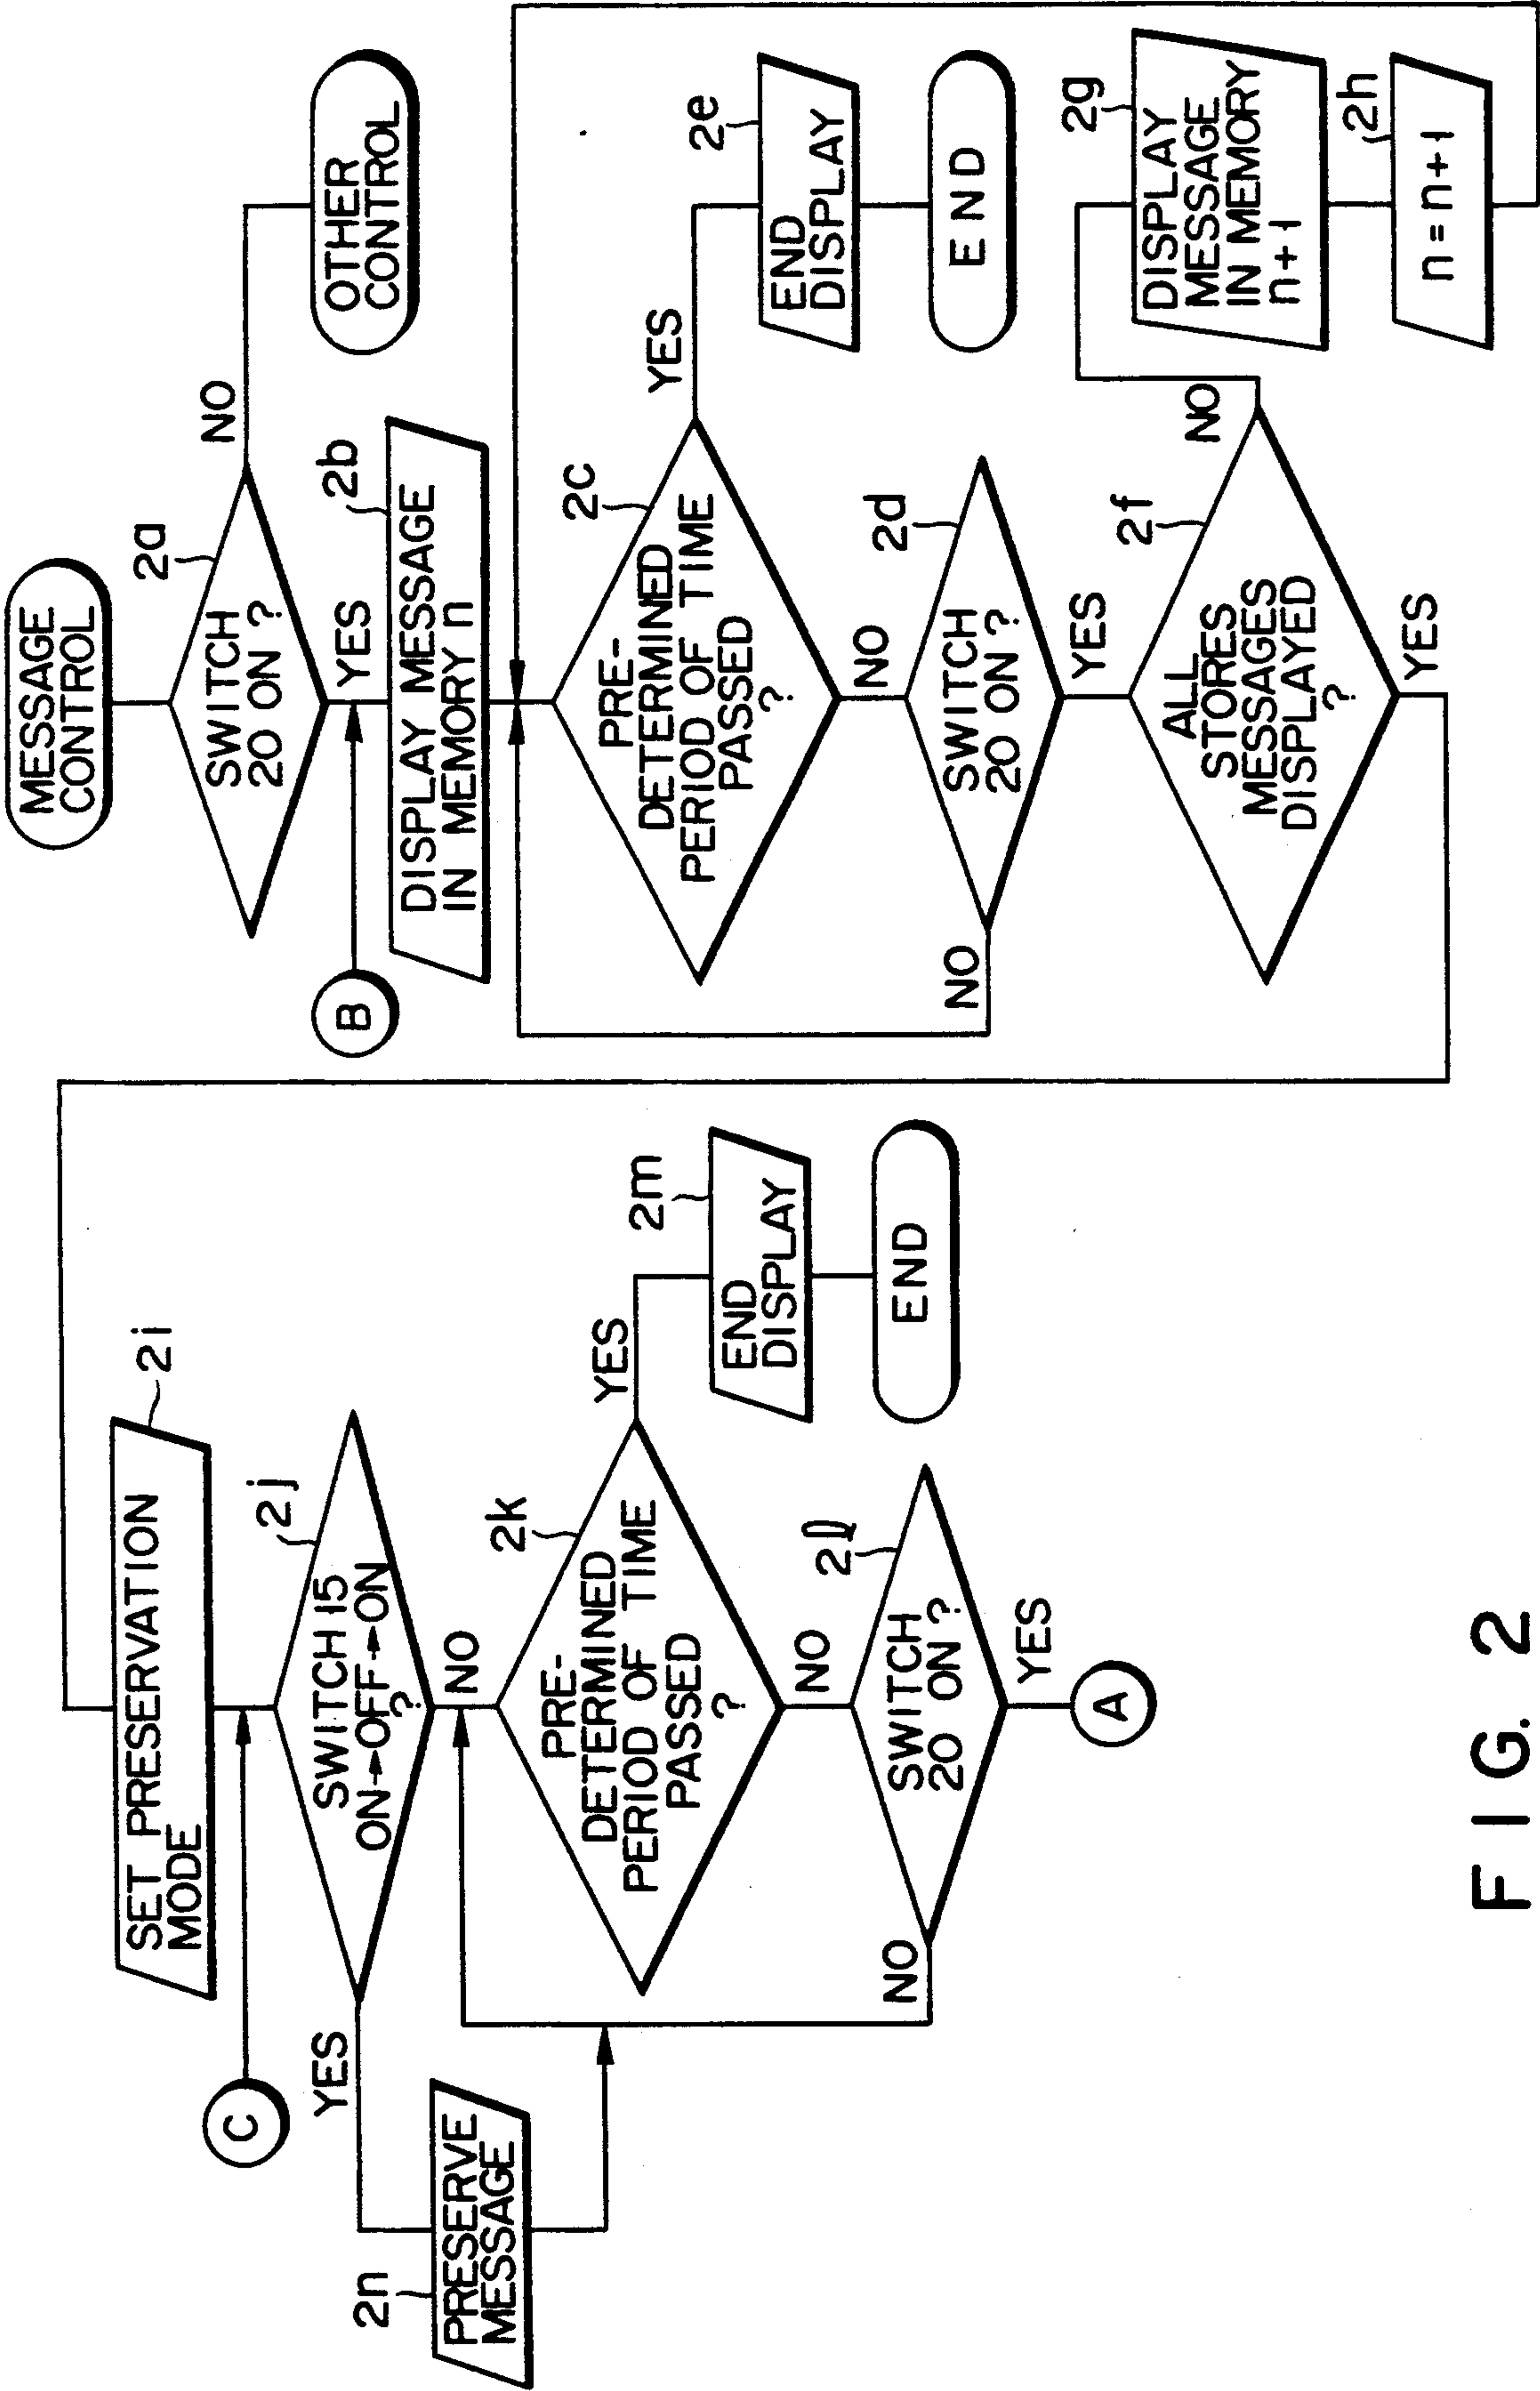 MESSAGE
CONTROL
2a
SWITCH
20 ON ?
NO
OTHER
CONTROL
YES
B
2b
DISPLAY MESSAGE
IN MEMORY n
2c
PRE-
DETERMINED
PERIOD OF TIME
PASSED
?
YES
2e
END
DISPLAY
END
NO
2d
SWITCH
20 ON ?
NO
YES
2f
ALL
STORES
MESSAGES
DISPLAYED
?
NO
2g
DISPLAY
MESSAGE
IN MEMORY
n+1
2h
n = n+1
YES
2i
SET PRESERVATION
MODE
C
2j
SWITCH 15
ON→OFF→ON
?
YES
2n
PRESERVE
MESSAGE
NO
2k
PRE-
DETERMINED
PERIOD OF TIME
PASSED
?
YES
2m
END
DISPLAY
END
NO
2l
SWITCH
20 ON ?
NO
YES
A
FIG. 2